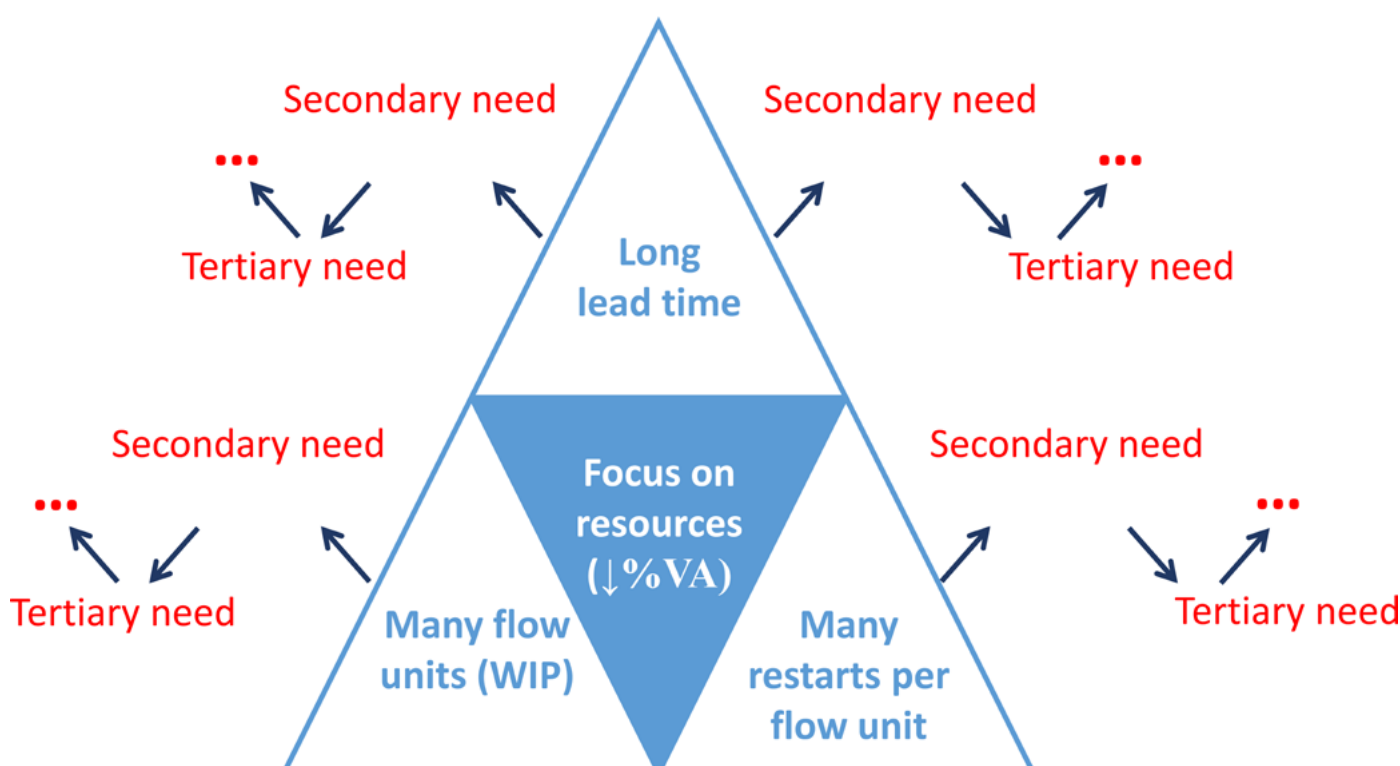 Secondary need
Secondary need
...
...
Tertiary need
Tertiary need
Long
lead time
Secondary need
Secondary need
...
...
Tertiary need
Tertiary need
Focus on
resources
(↓%VA)
Many flow
units (WIP)
Many
restarts per
flow unit